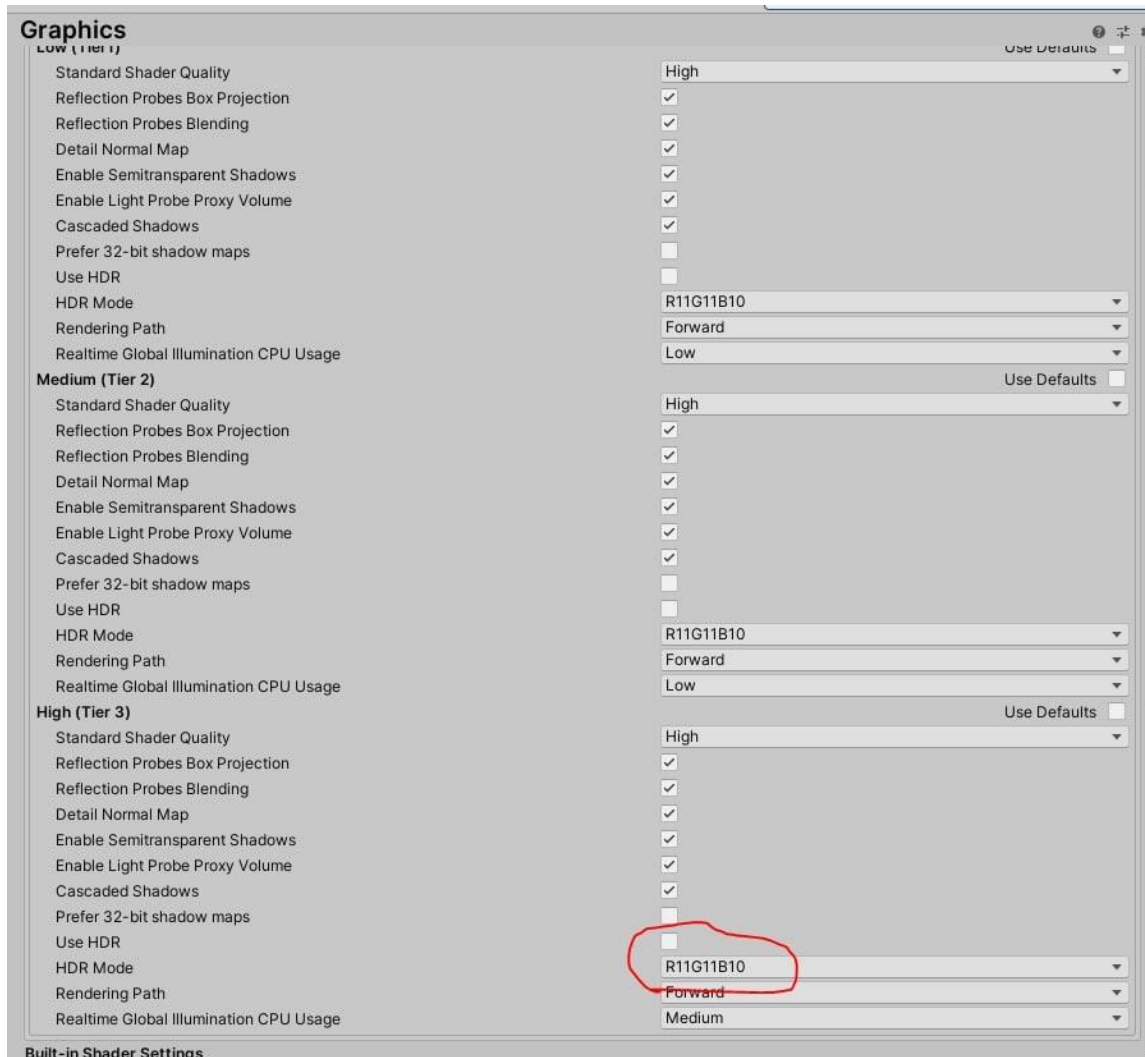 Graphics
Low (Tier1) Use Defaults
Standard Shader Quality High
Reflection Probes Box Projection
Reflection Probes Blending
Detail Normal Map
Enable Semitransparent Shadows
Enable Light Probe Proxy Volume
Cascaded Shadows
Prefer 32-bit shadow maps
Use HDR
HDR Mode R11G11B10
Rendering Path Forward
Realtime Global Illumination CPU Usage Low
Medium (Tier 2) Use Defaults
Standard Shader Quality High
Reflection Probes Box Projection
Reflection Probes Blending
Detail Normal Map
Enable Semitransparent Shadows
Enable Light Probe Proxy Volume
Cascaded Shadows
Prefer 32-bit shadow maps
Use HDR
HDR Mode R11G11B10
Rendering Path Forward
Realtime Global Illumination CPU Usage Low
High (Tier 3) Use Defaults
Standard Shader Quality High
Reflection Probes Box Projection
Reflection Probes Blending
Detail Normal Map
Enable Semitransparent Shadows
Enable Light Probe Proxy Volume
Cascaded Shadows
Prefer 32-bit shadow maps
Use HDR
HDR Mode R11G11B10
Rendering Path Forward
Realtime Global Illumination CPU Usage Medium
Built-in Shader Settings